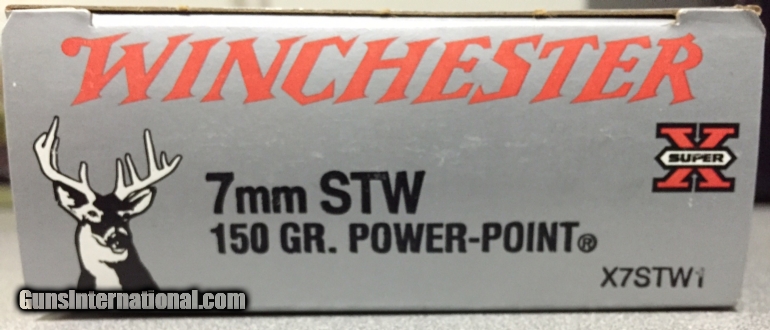 WINCHESTER
SUPER X
7mm STW
150 GR. POWER-POINT®
X7STW1
GunsInternational.com